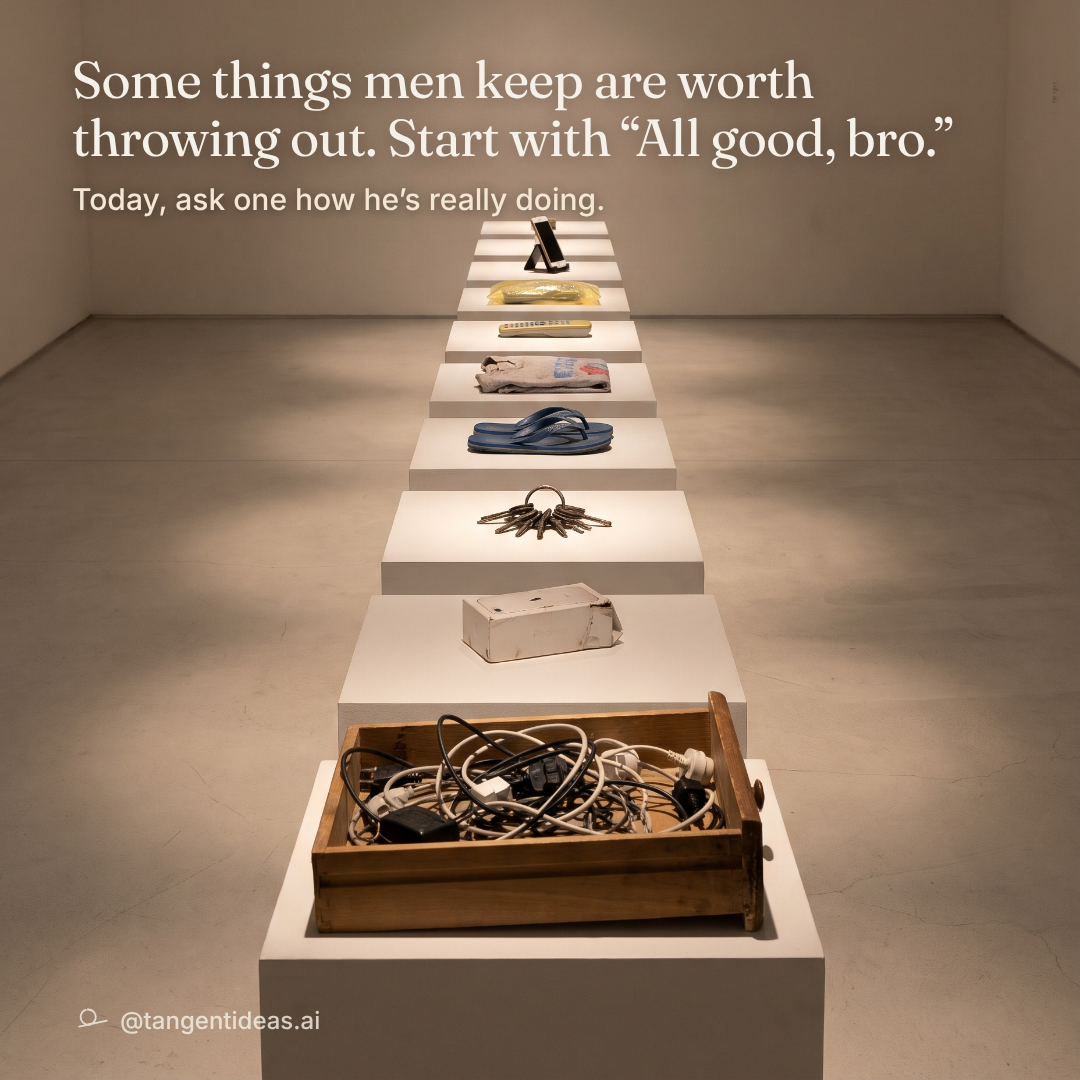 Some things men keep are worth
throwing out. Start with “All good, bro.”
Today, ask one how he’s really doing.
@tangentideas.ai